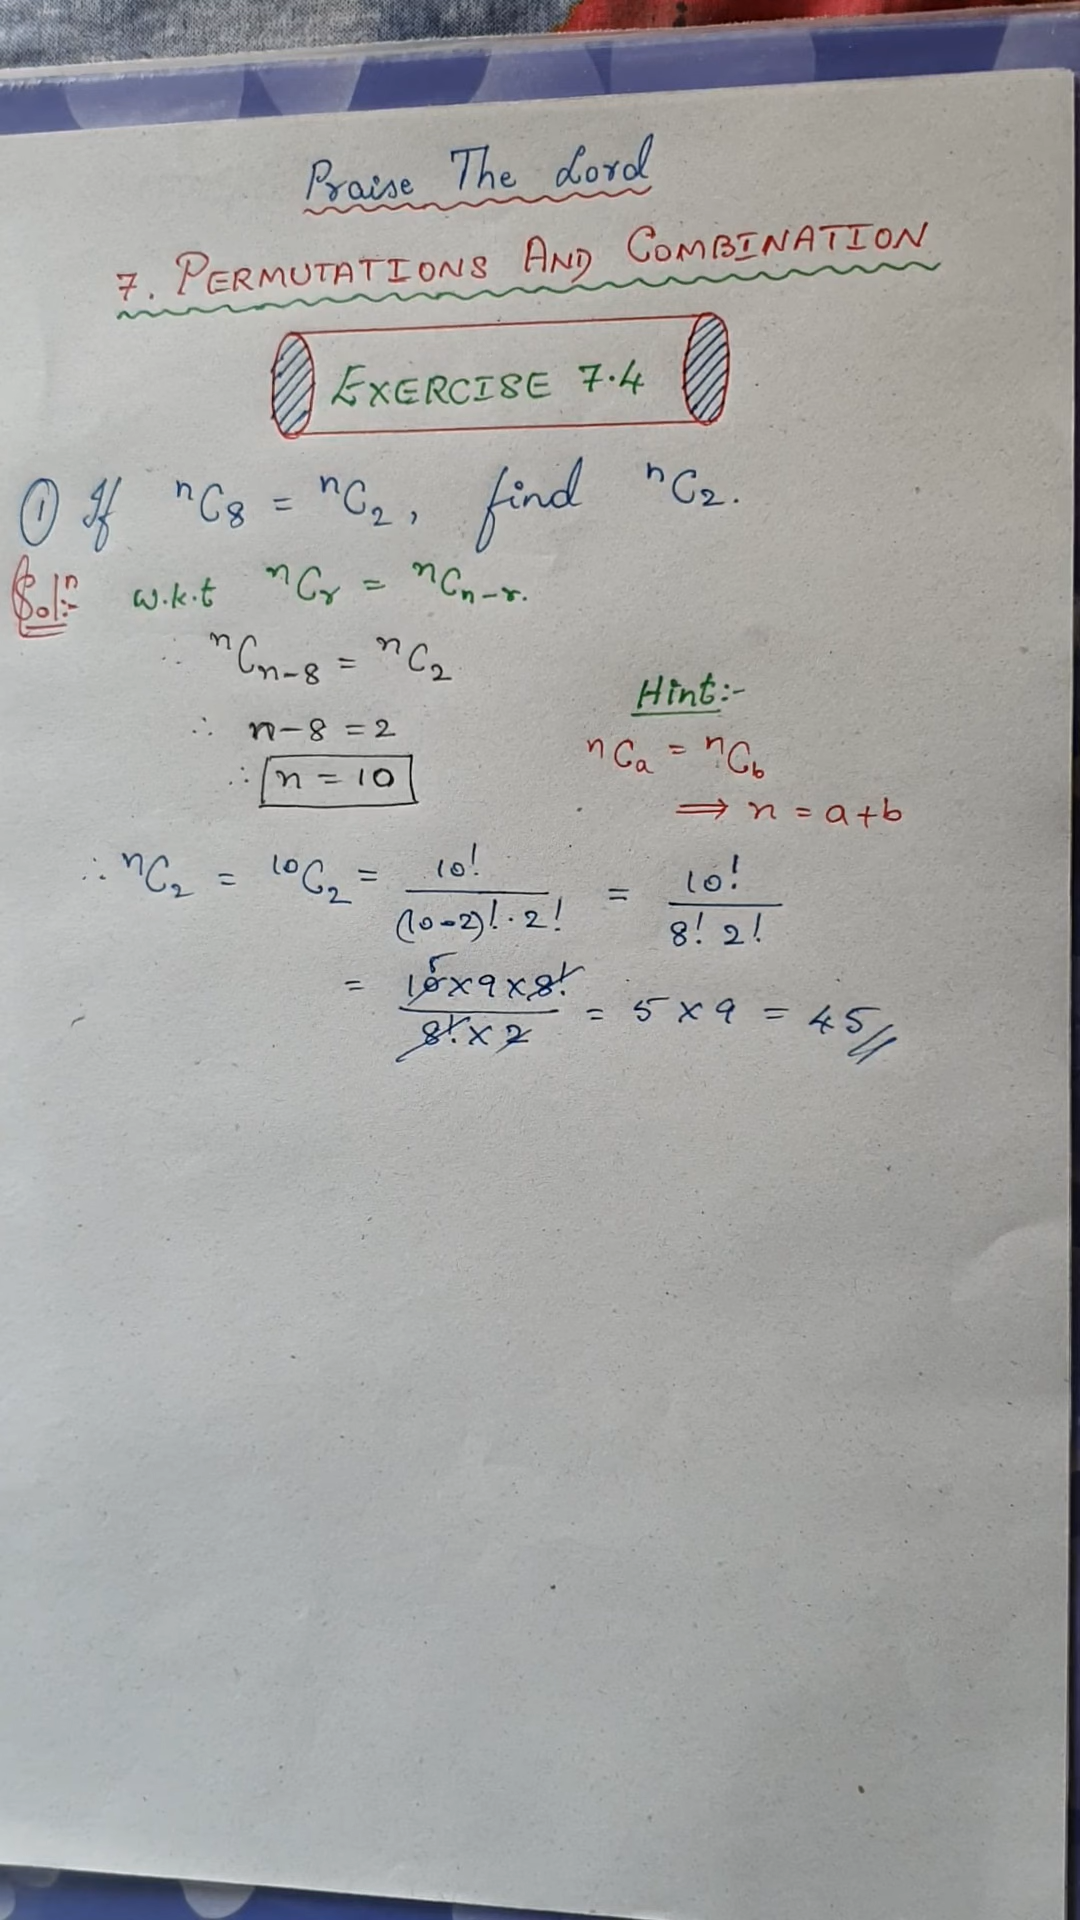 Praise The Lord
7. PERMUTATIONS AND COMBINATION
EXERCISE 7.4
① If ⁿC₈ = ⁿC₂, find ⁿC₂.
Solⁿ:- w.k.t ⁿCᵣ = ⁿCₙ₋ᵣ.
∴ ⁿCₙ₋₈ = ⁿC₂
∴ n-8 = 2
∴ n = 10
Hint:-
ⁿCₐ = ⁿC_b
⟹ n = a+b
∴ ⁿC₂ = ¹⁰C₂ = 10! / (10-2)!·2! = 10! / 8! 2!
= 10 5 ×9×8! / 8!×2 = 5×9 = 45//